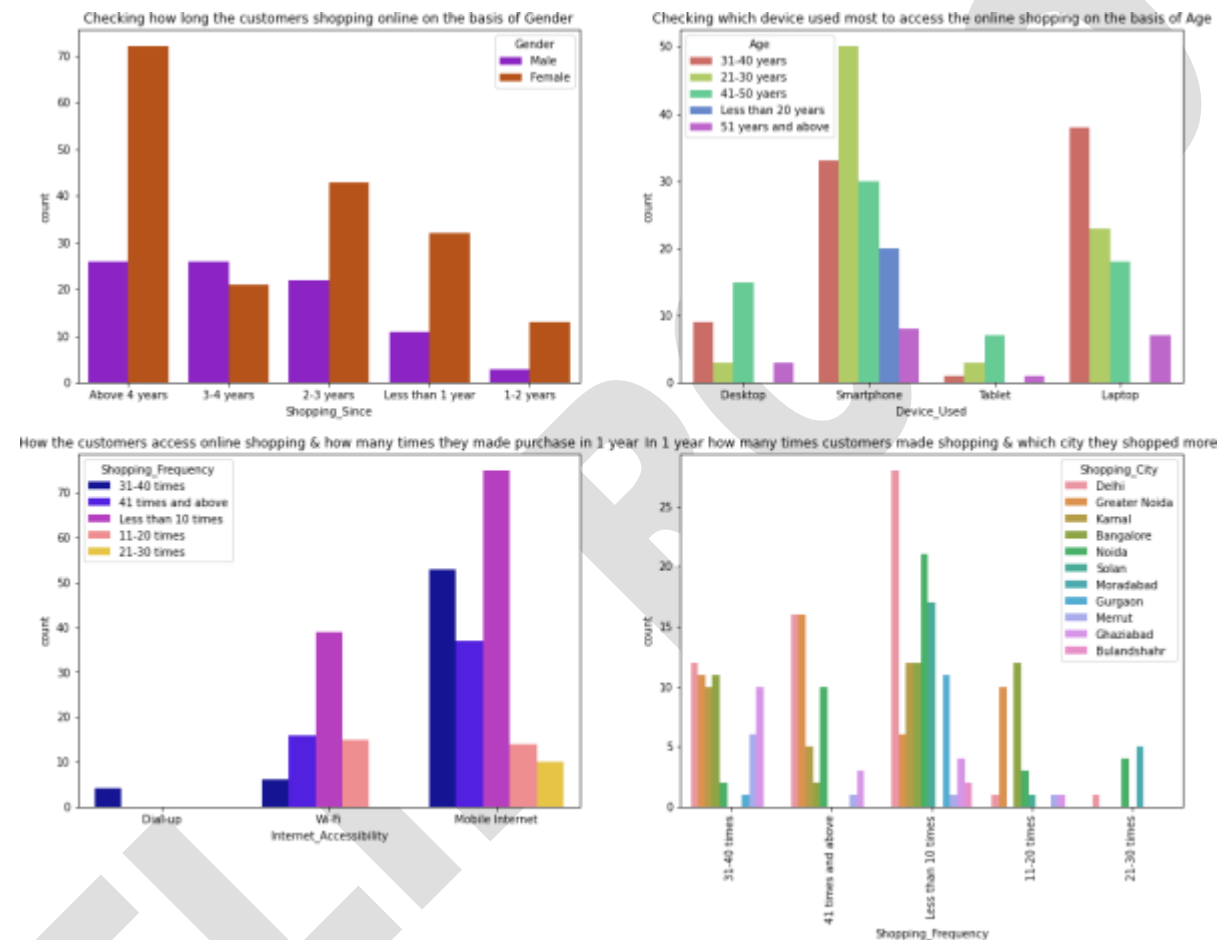 Checking how long the customers shopping online on the basis of Gender
Gender
Male
Female
70
60
50
40
30
20
10
0
count
Above 4 years
3-4 years
2-3 years
Less than 1 year
1-2 years
Shopping_Since
Checking which device used most to access the online shopping on the basis of Age
Age
31-40 years
21-30 years
41-50 yaers
Less than 20 years
51 years and above
50
40
30
20
10
0
count
Desktop
Smartphone
Tablet
Laptop
Device_Used
How the customers access online shopping & how many times they made purchase in 1 year
Shopping_Frequency
31-40 times
41 times and above
Less than 10 times
11-20 times
21-30 times
70
60
50
40
30
20
10
0
count
Dial-up
Wi-Fi
Mobile Internet
Internet_Accessibility
In 1 year how many times customers made shopping & which city they shopped more
Shopping_City
Delhi
Greater Noida
Karnal
Bangalore
Noida
Solan
Moradabad
Gurgaon
Merrut
Ghaziabad
Bulandshahr
25
20
15
10
5
0
count
31-40 times
41 times and above
Less than 10 times
11-20 times
21-30 times
Shopping_Frequency